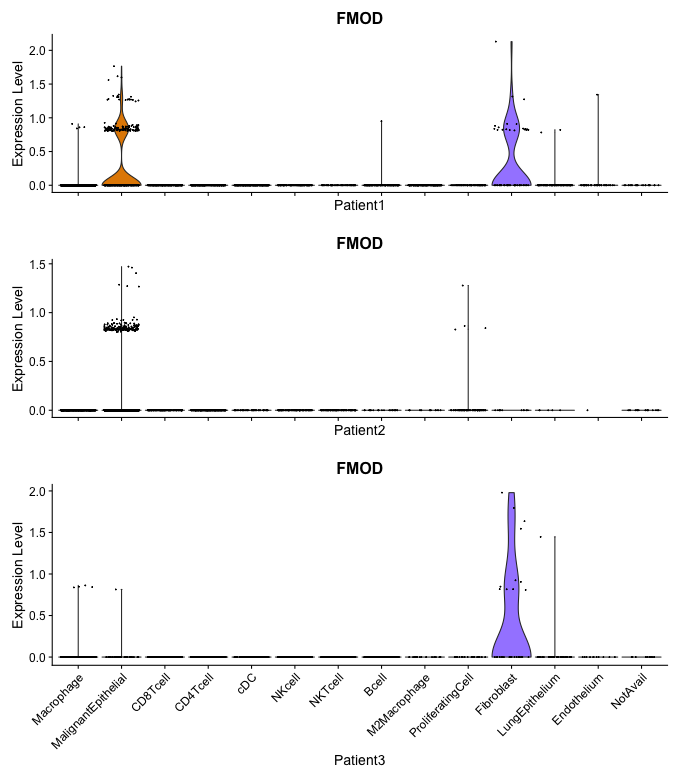 FMOD
Expression Level
2.0
1.5
1.0
0.5
0.0
Patient1
FMOD
Expression Level
1.5
1.0
0.5
0.0
Patient2
FMOD
Expression Level
2.0
1.5
1.0
0.5
0.0
Macrophage
MalignantEpithelial
CD8Tcell
CD4Tcell
cDC
NKcell
NKTcell
Bcell
M2Macrophage
ProliferatingCell
Fibroblast
LungEpithelium
Endothelium
NotAvail
Patient3